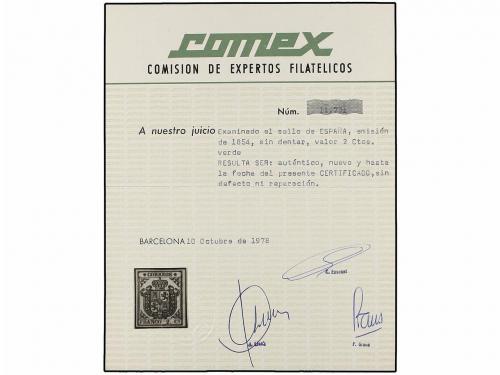 comex
COMISION DE EXPERTOS FILATELICOS
Núm.
A nuestro juicio Examinado el sello de ESPAÑA, emisión
de 1854, sin dentar, valor 2 Ctos.
verde
RESULTA SER: auténtico, nuevo y hasta
la fecha del presente CERTIFICADO, sin
defecto ni reparación.
BARCELONA 10 Octubre de 1978
CORREOS
FRANCO 2 CS